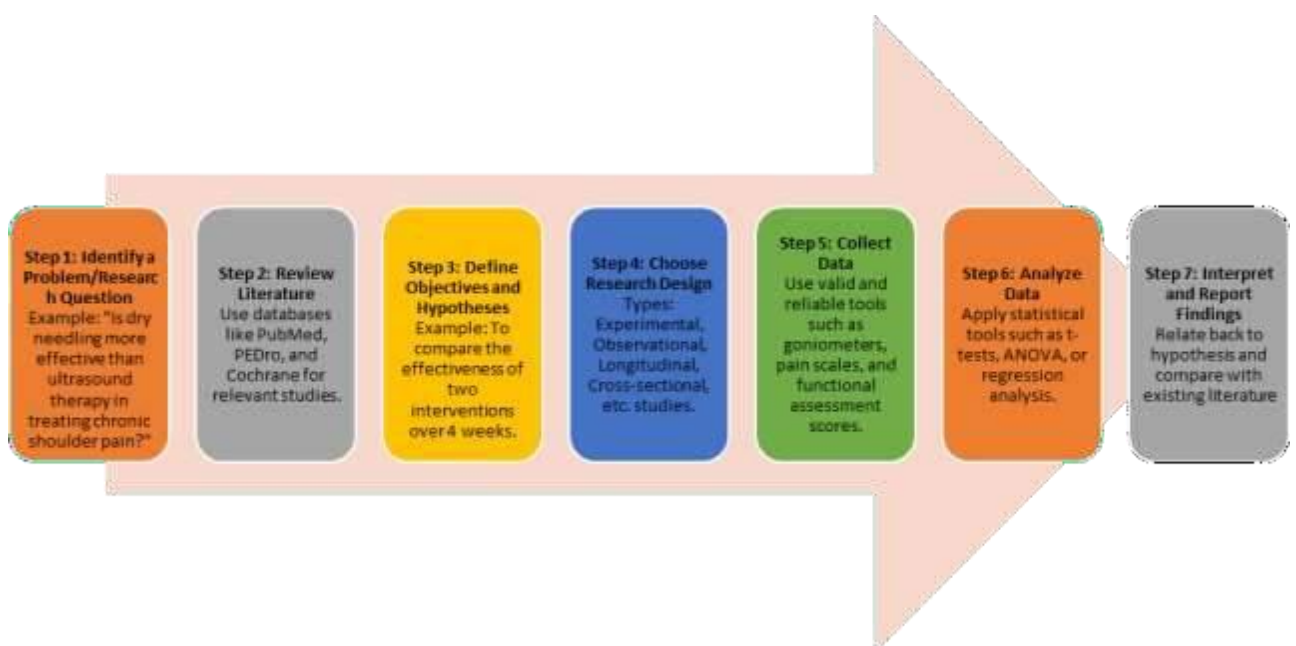 Step 1: Identify a
Problem/Researc
h Question
Example: "Is dry
needling more
effective than
ultrasound
therapy in
treating chronic
shoulder pain?"
Step 2: Review
Literature
Use databases
like PubMed,
PEDro, and
Cochrane for
relevant studies.
Step 3: Define
Objectives and
Hypotheses
Example: To
compare the
effectiveness of
two
interventions
over 4 weeks.
Step 4: Choose
Research Design
Types:
Experimental,
Observational,
Longitudinal,
Cross-sectional,
etc. studies.
Step 5: Collect
Data
Use valid and
reliable tools
such as
goniometers,
pain scales, and
functional
assessment
scores.
Step 6: Analyze
Data
Apply statistical
tools such as t-
tests, ANOVA, or
regression
analysis.
Step 7: Interpret
and Report
Findings
Relate back to
hypothesis and
compare with
existing literature